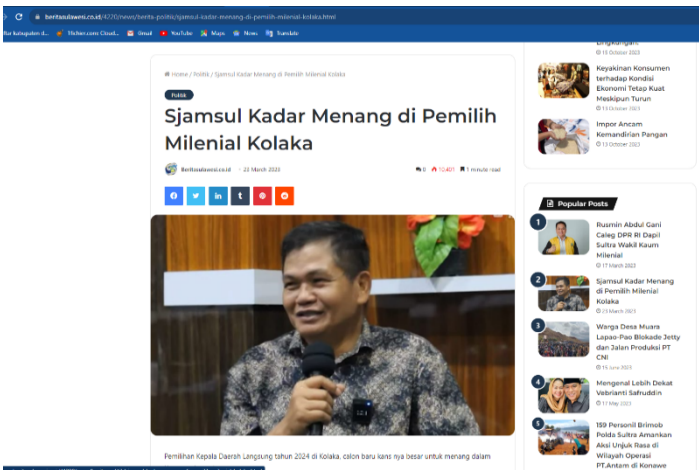 beritasulawesi.co.id/4220/news/berita-politik/sjamsul-kadar-menang-di-pemilih-milenial-kolaka.html
Gmail
YouTube
Maps
News
Translate
Home / Politik / Sjamsul Kadar Menang di Pemilih Milenial Kolaka
Politik
Sjamsul Kadar Menang di Pemilih
Milenial Kolaka
Beritasulawesi.co.id
23 March 2023
0
1 minute read
Pemilihan Kepala Daerah Langsung tahun 2024 di Kolaka, calon baru kans nya besar untuk menang dalam
Lingkungan
19 October 2023
Keyakinan Konsumen
terhadap Kondisi
Ekonomi Tetap Kuat
Meskipun Turun
13 October 2023
Impor Ancam
Kemandirian Pangan
13 October 2023
Popular Posts
1
Rusmin Abdul Gani
Caleg DPR RI Dapil
Sultra Wakil Kaum
Milenial
17 March 2023
2
Sjamsul Kadar Menang
di Pemilih Milenial
Kolaka
23 March 2023
3
Warga Desa Muara
Lapao-Pao Blokade Jetty
dan Jalan Produksi PT
CNI
15 June 2023
4
Mengenal Lebih Dekat
Vebrianti Safruddin
17 May 2023
5
159 Personil Brimob
Polda Sultra Amankan
Aksi Unjuk Rasa di
Wilayah Operasi
PT.Antam di Konawe